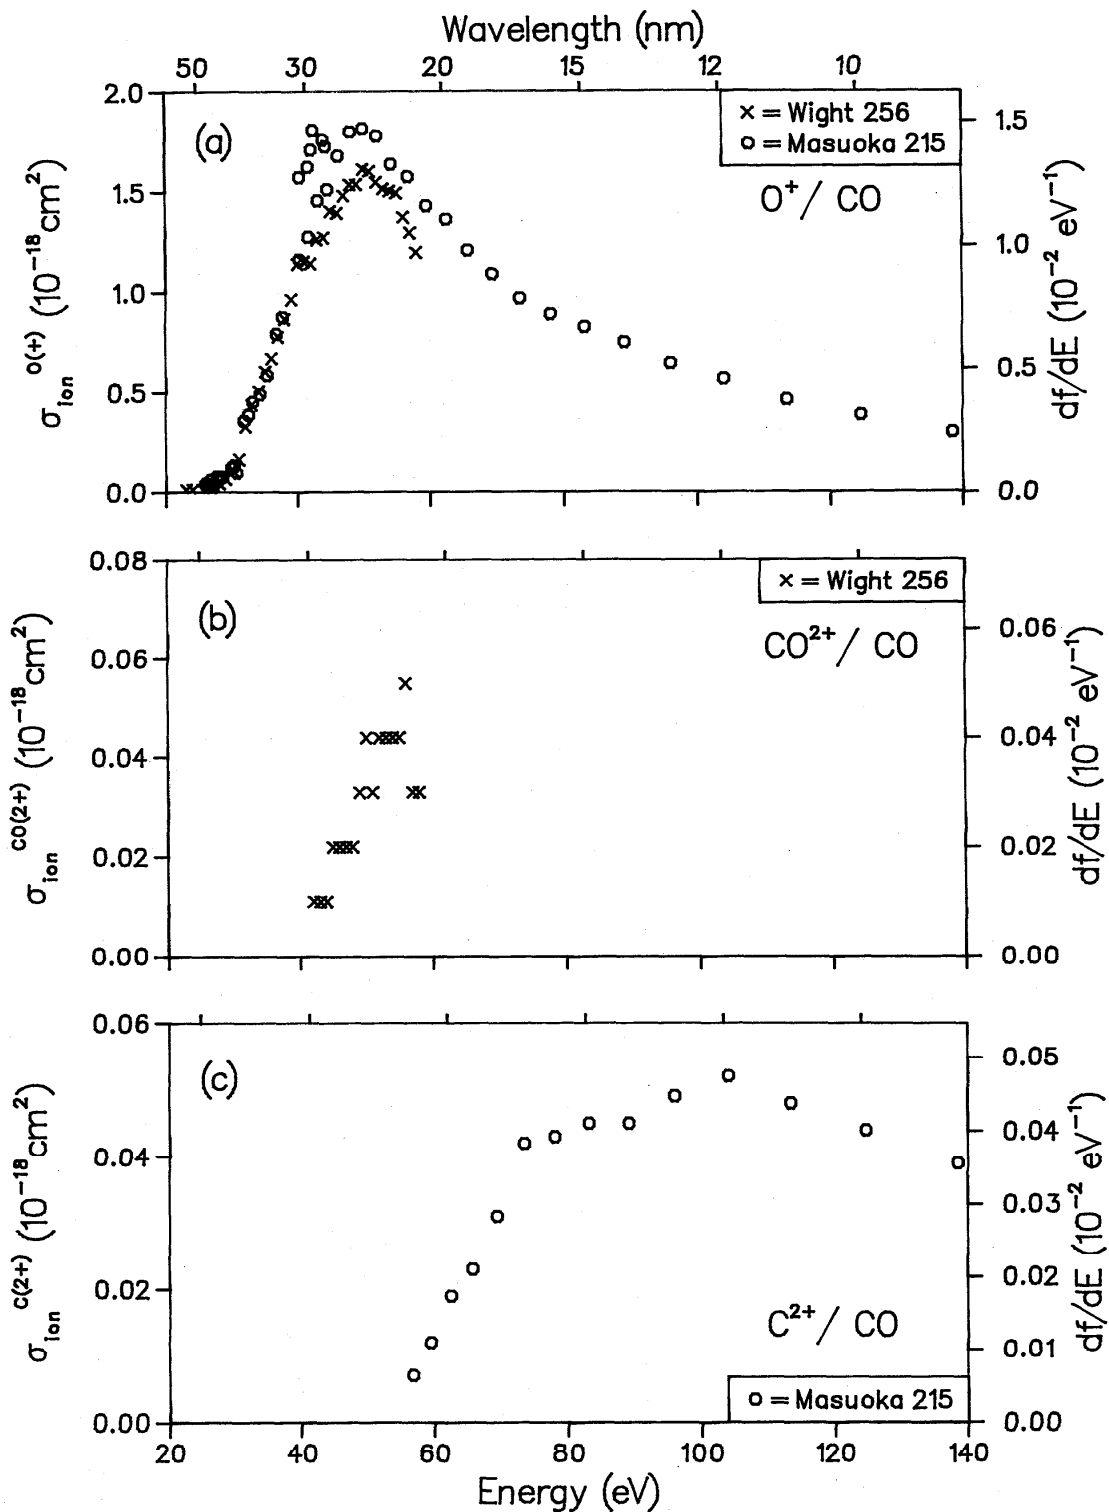 Wavelength (nm)
50 30 20 15 12 10
(a)
× = Wight 256
o = Masuoka 215
O⁺/ CO
2.0
1.5
1.0
0.5
0.0
σ_ion^O(+) (10⁻¹⁸cm²)
1.5
1.0
0.5
0.0
df/dE (10⁻² eV⁻¹)
(b)
× = Wight 256
CO²⁺/ CO
0.08
0.06
0.04
0.02
0.00
σ_ion^CO(2+) (10⁻¹⁸cm²)
0.06
0.04
0.02
0.00
df/dE (10⁻² eV⁻¹)
(c)
C²⁺/ CO
o = Masuoka 215
0.06
0.04
0.02
0.00
σ_ion^C(2+) (10⁻¹⁸cm²)
0.05
0.04
0.03
0.02
0.01
0.00
df/dE (10⁻² eV⁻¹)
20 40 60 80 100 120 140
Energy (eV)